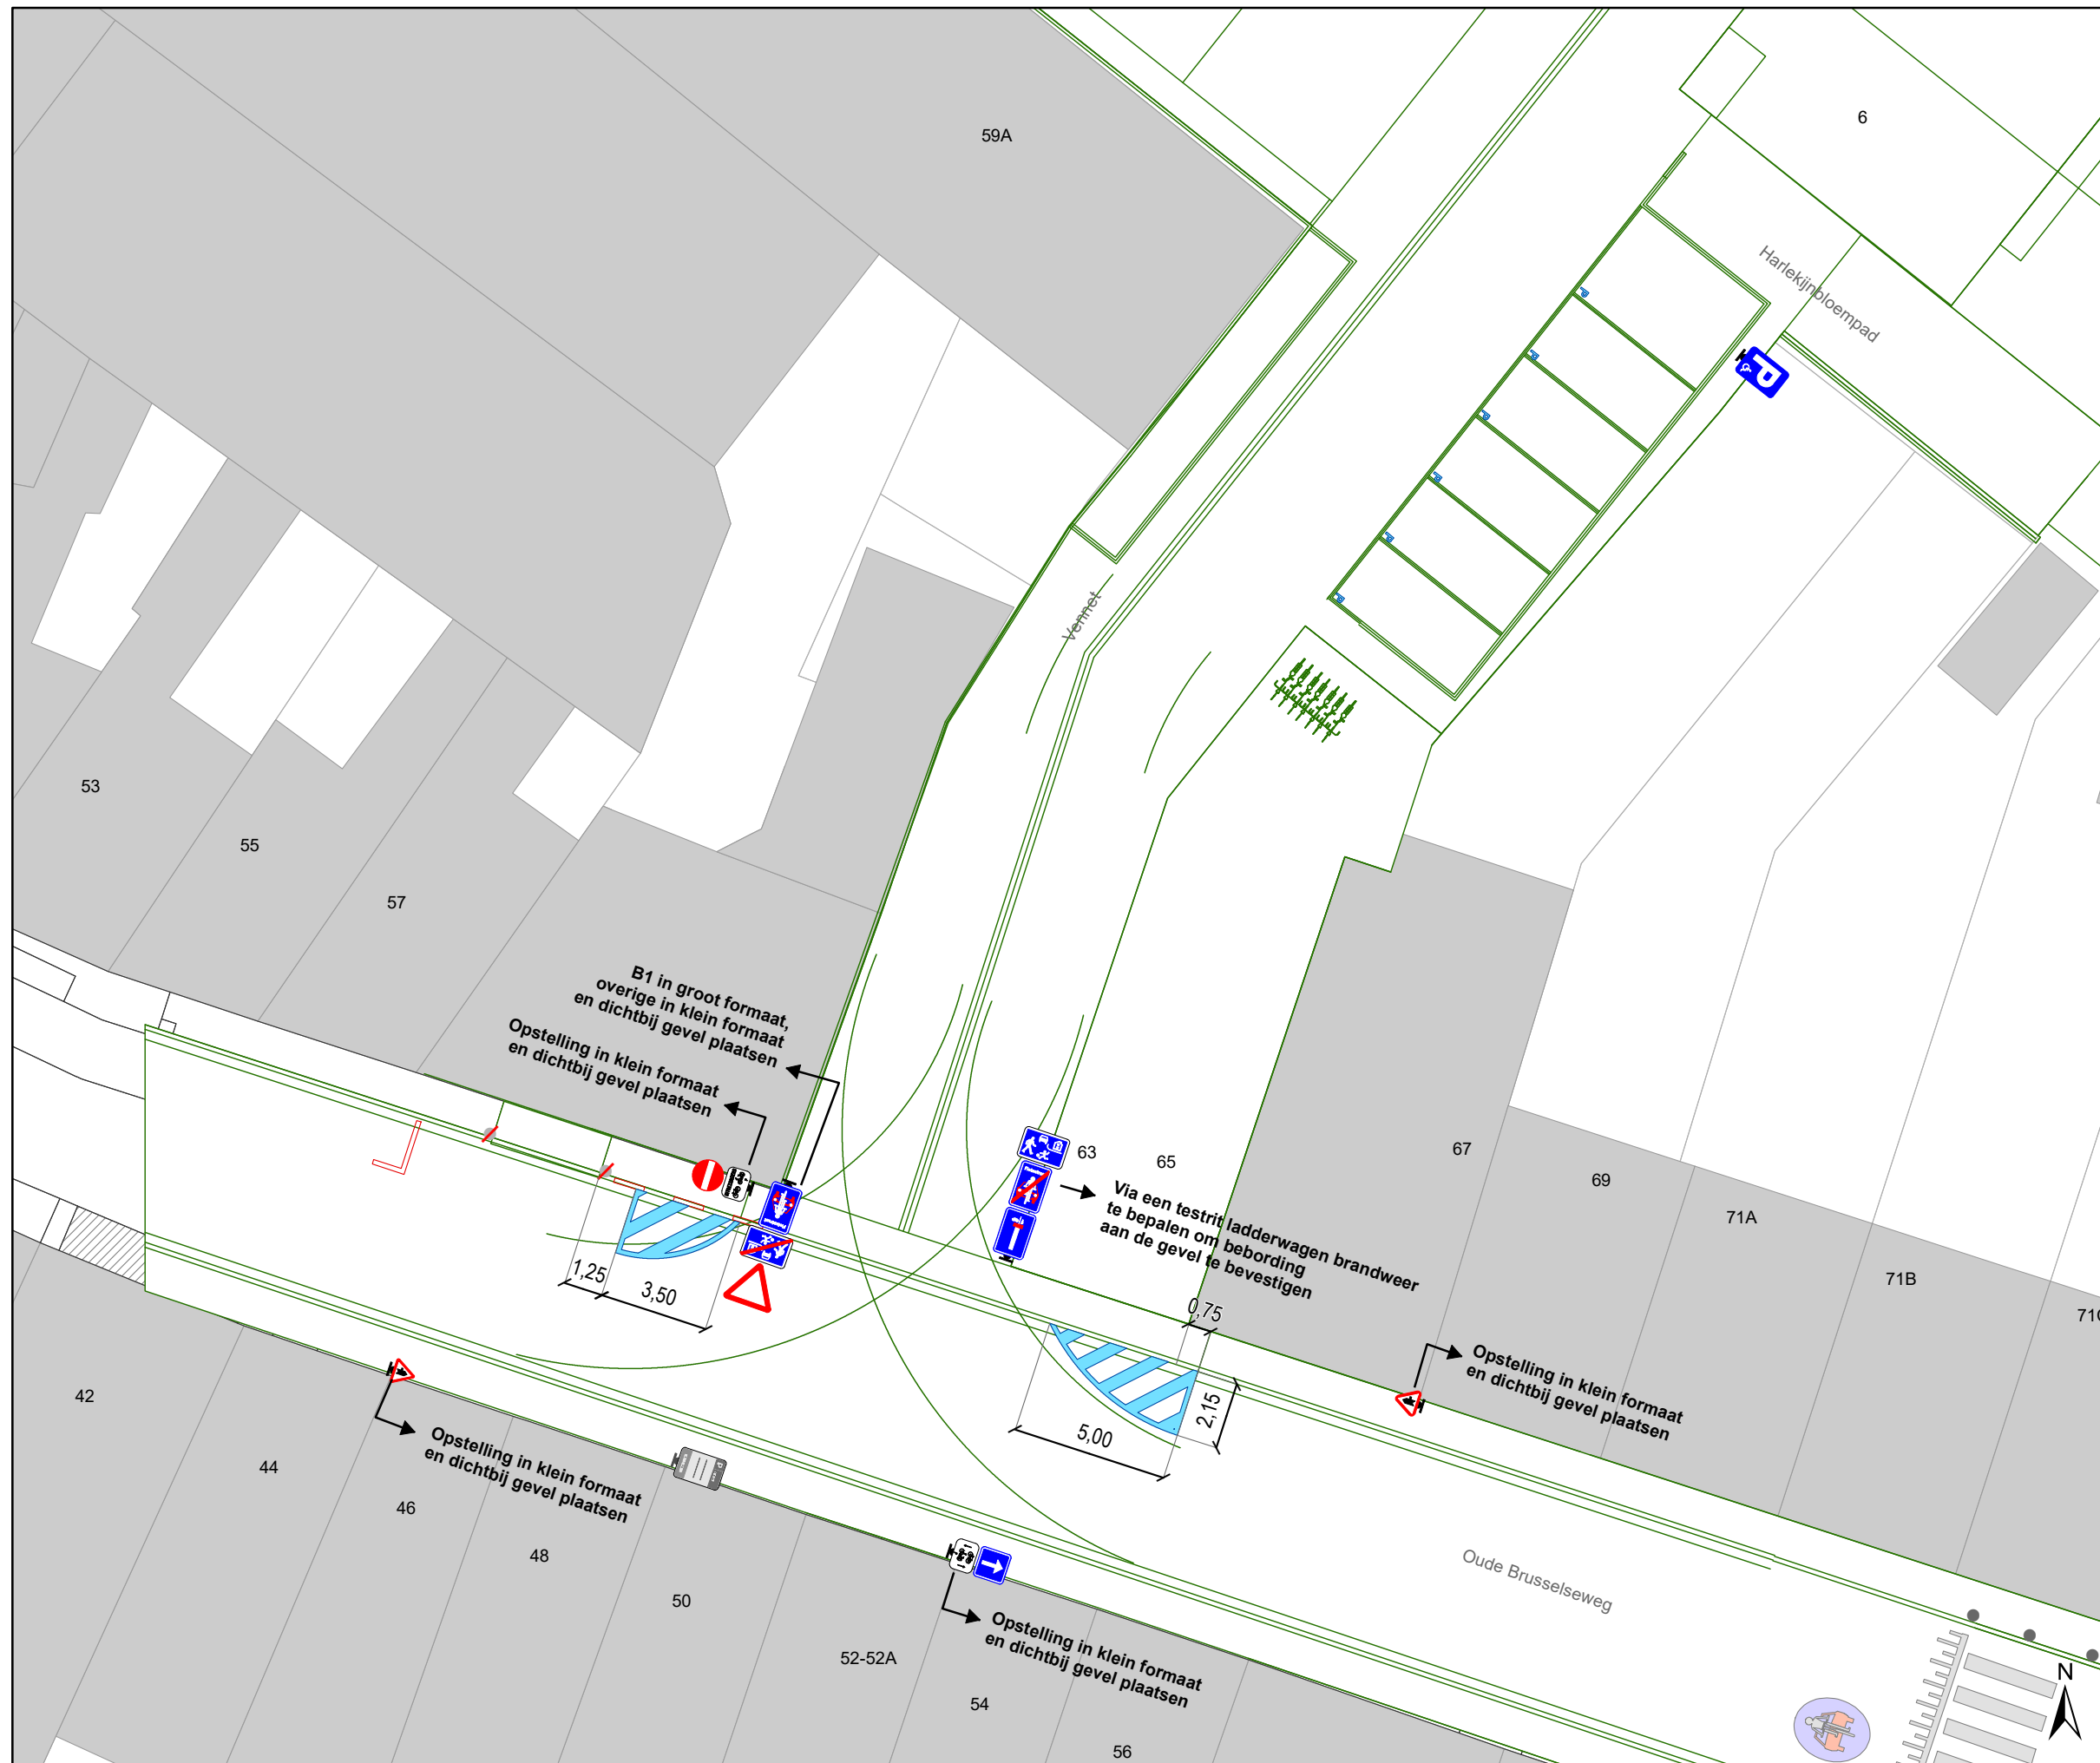 59A
6
Harlekijnbloempad
Vennet
53
55
57
B1 in groot formaat,
overige in klein formaat
en dichtbij gevel plaatsen
Opstelling in klein formaat
en dichtbij gevel plaatsen
63
65
67
69
71A
71B
Via een testrit ladderwagen brandweer
te bepalen om bebording
aan de gevel te bevestigen
1,25
3,50
0,75
2,15
5,00
Opstelling in klein formaat
en dichtbij gevel plaatsen
42
44
46
48
50
52-52A
54
56
Opstelling in klein formaat
en dichtbij gevel plaatsen
Opstelling in klein formaat
en dichtbij gevel plaatsen
Oude Brusselseweg
N
P